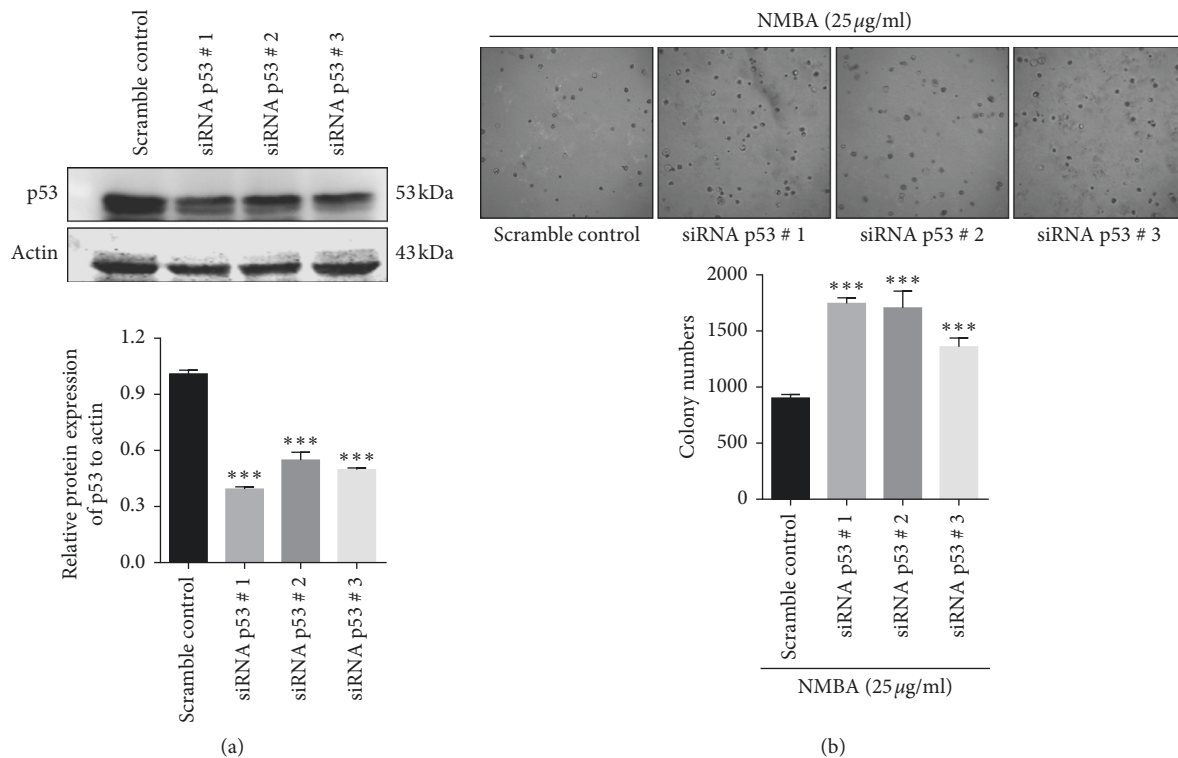 Scramble control
siRNA p53 # 1
siRNA p53 # 2
siRNA p53 # 3
p53
53 kDa
Actin
43 kDa
Relative protein expression
of p53 to actin
1.2
0.9
0.6
0.3
0.0
***
***
***
Scramble control
siRNA p53 # 1
siRNA p53 # 2
siRNA p53 # 3
(a)
NMBA (25 μg/ml)
Scramble control
siRNA p53 # 1
siRNA p53 # 2
siRNA p53 # 3
Colony numbers
2000
1500
1000
500
0
***
***
***
Scramble control
siRNA p53 # 1
siRNA p53 # 2
siRNA p53 # 3
NMBA (25 μg/ml)
(b)